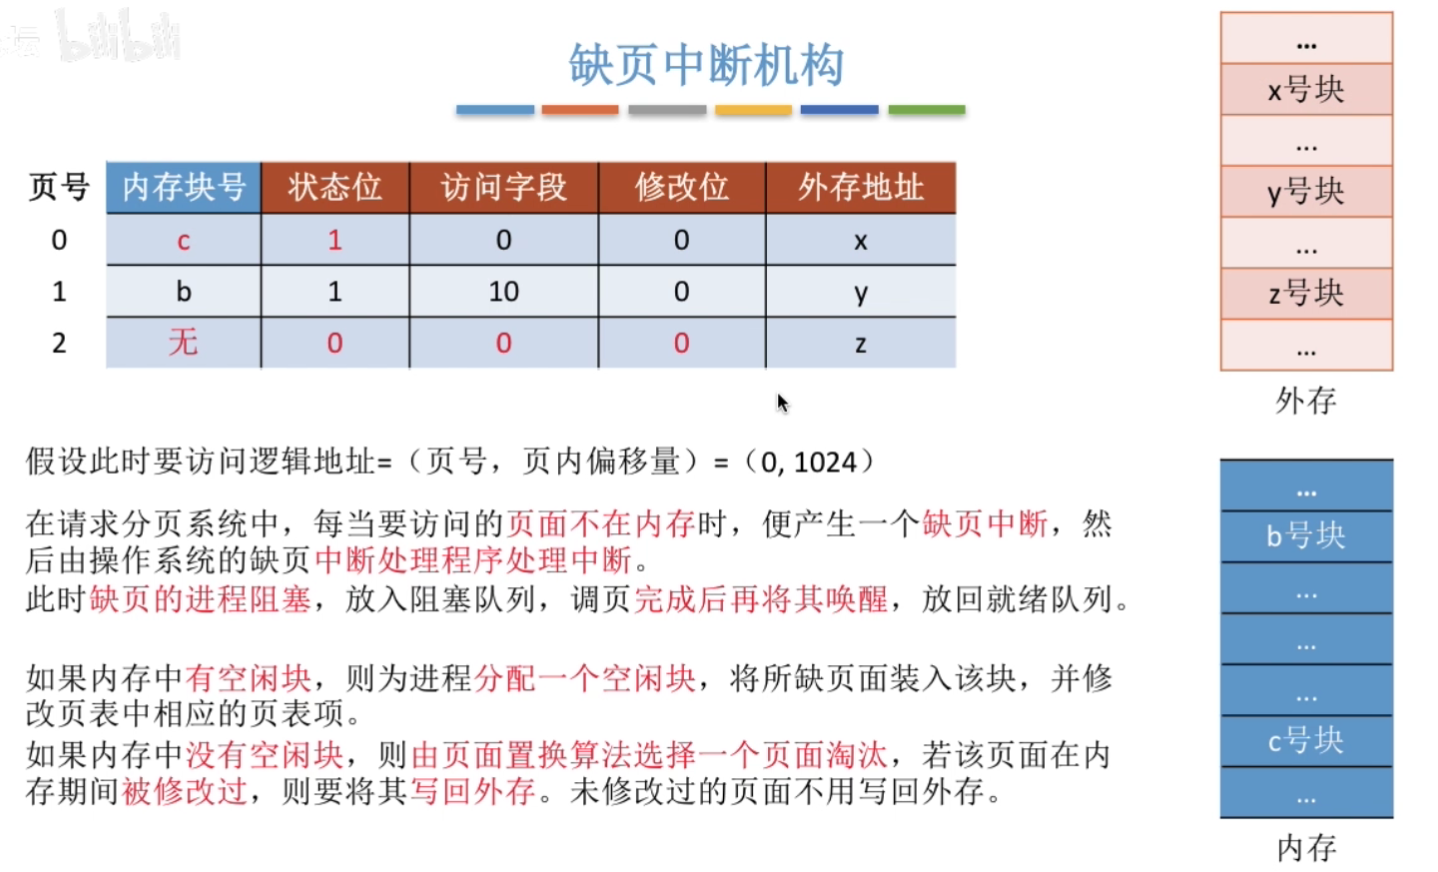 坛 bilibili
缺页中断机构
页号 内存块号 状态位 访问字段 修改位 外存地址
0 c 1 0 0 x
1 b 1 10 0 y
2 无 0 0 0 z
假设此时要访问逻辑地址=（页号，页内偏移量）=（0, 1024）
在请求分页系统中，每当要访问的页面不在内存时，便产生一个缺页中断，然
后由操作系统的缺页中断处理程序处理中断。
此时缺页的进程阻塞，放入阻塞队列，调页完成后再将其唤醒，放回就绪队列。
如果内存中有空闲块，则为进程分配一个空闲块，将所缺页面装入该块，并修
改页表中相应的页表项。
如果内存中没有空闲块，则由页面置换算法选择一个页面淘汰，若该页面在内
存期间被修改过，则要将其写回外存。未修改过的页面不用写回外存。
...
x号块
...
y号块
...
z号块
...
外存
...
b号块
...
...
...
c号块
...
内存